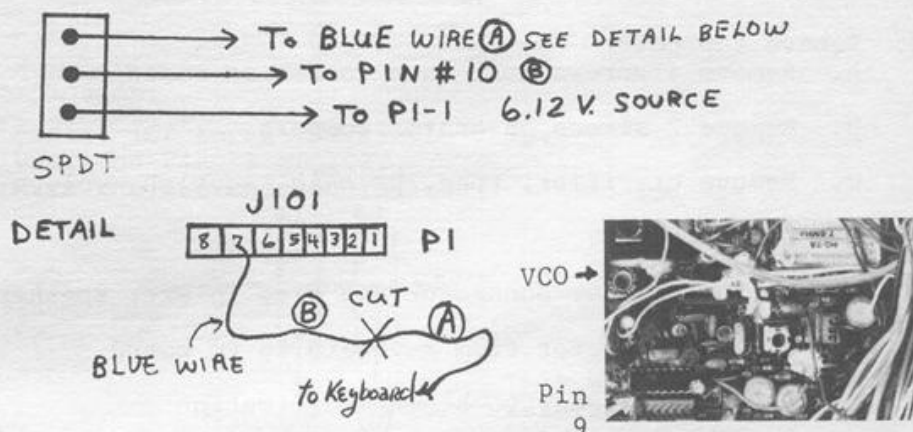 TO BLUE WIRE (A) SEE DETAIL BELOW
TO PIN #10 (B)
TO P1-1 6.12 V. SOURCE
SPDT
DETAIL
J101
8 7 6 5 4 3 2 1 P1
VCO
B CUT A
BLUE WIRE
to Keyboard
Pin
9